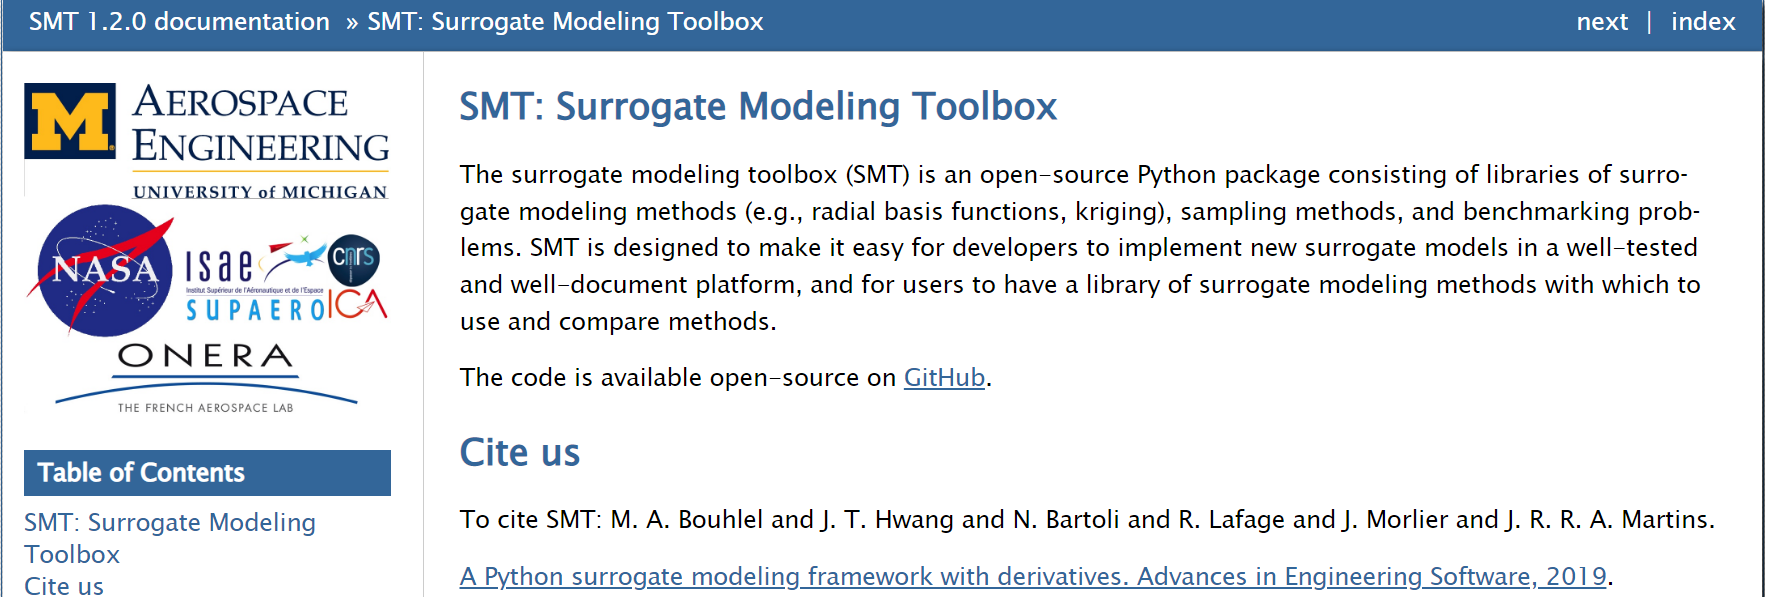 SMT 1.2.0 documentation » SMT: Surrogate Modeling Toolbox
next | index
M
AEROSPACE
ENGINEERING
UNIVERSITY of MICHIGAN
NASA
isae
cnrs
Institut Supérieur de l'Aéronautique et de l'Espace
SUPAERO
ICA
ONERA
THE FRENCH AEROSPACE LAB
Table of Contents
SMT: Surrogate Modeling
Toolbox
Cite us
SMT: Surrogate Modeling Toolbox
The surrogate modeling toolbox (SMT) is an open-source Python package consisting of libraries of surro-
gate modeling methods (e.g., radial basis functions, kriging), sampling methods, and benchmarking prob-
lems. SMT is designed to make it easy for developers to implement new surrogate models in a well-tested
and well-document platform, and for users to have a library of surrogate modeling methods with which to
use and compare methods.
The code is available open-source on GitHub.
Cite us
To cite SMT: M. A. Bouhlel and J. T. Hwang and N. Bartoli and R. Lafage and J. Morlier and J. R. R. A. Martins.
A Python surrogate modeling framework with derivatives. Advances in Engineering Software, 2019.